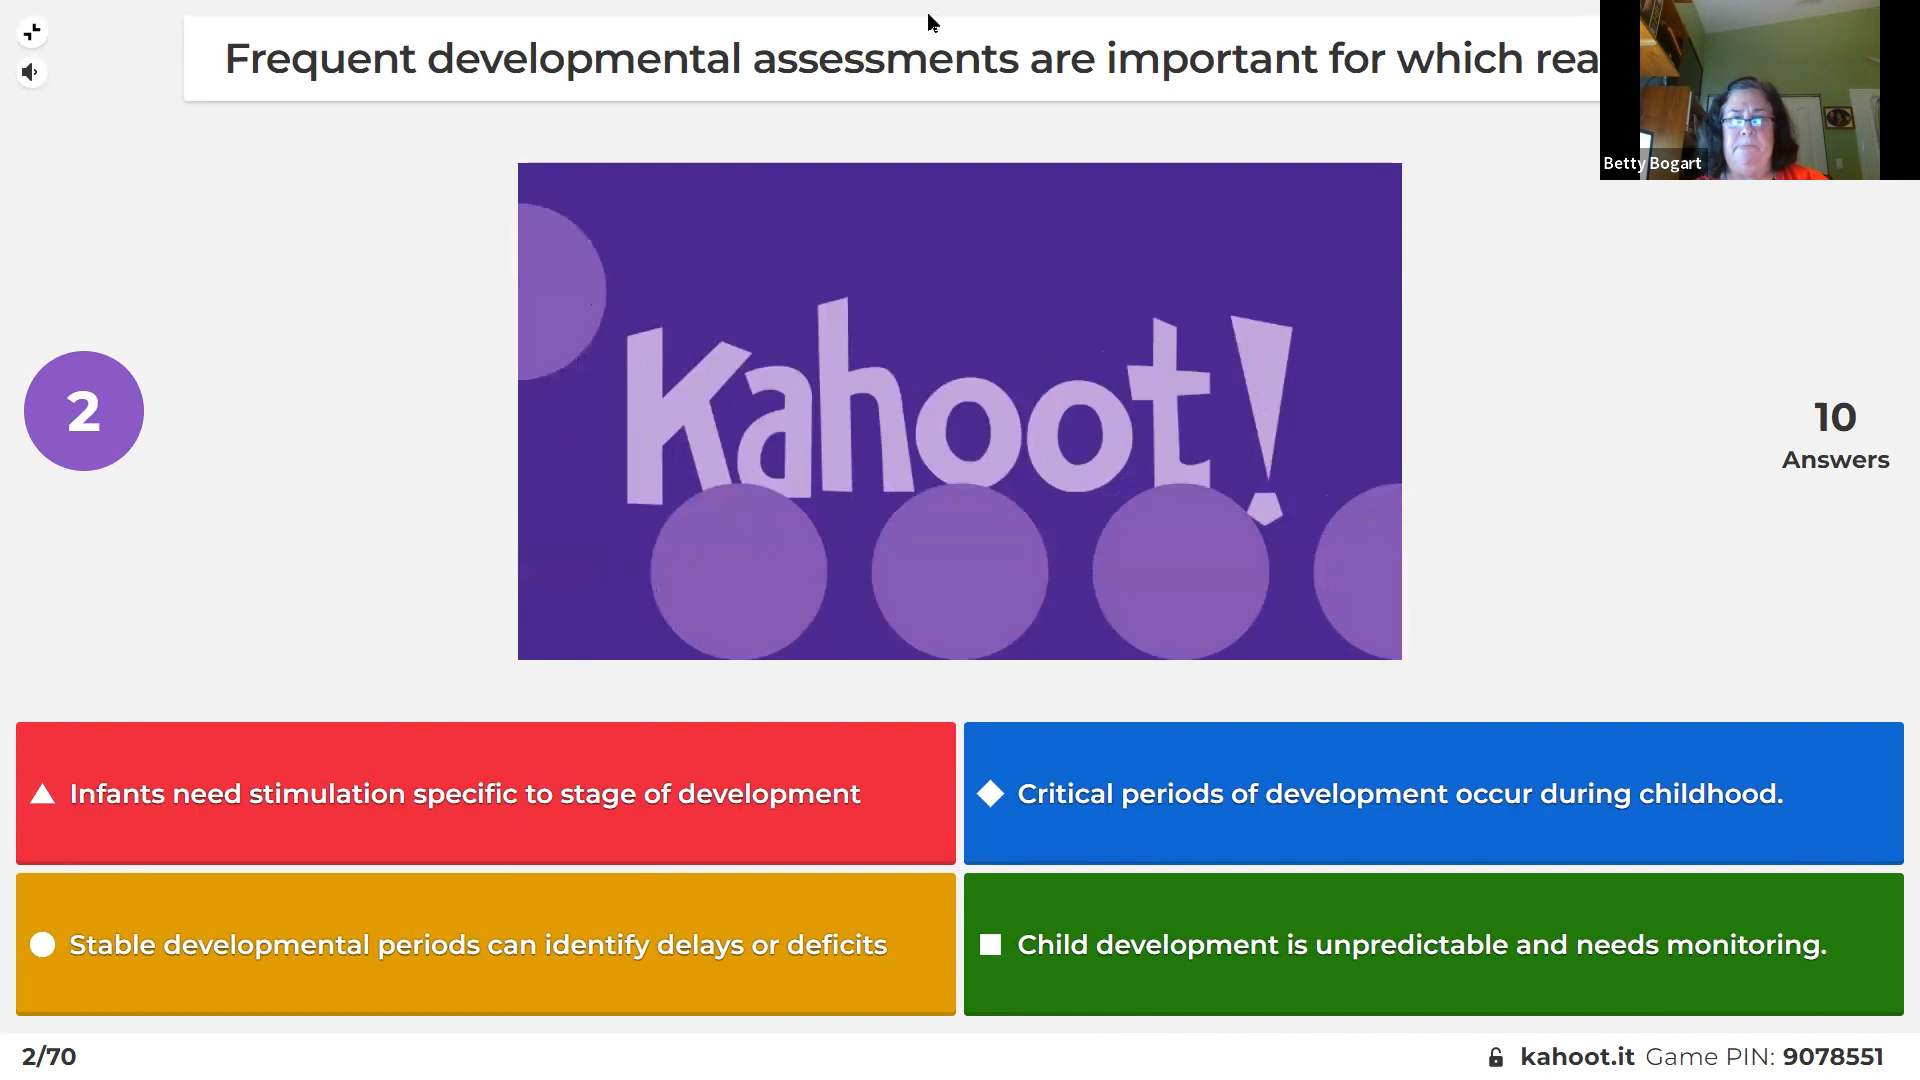 Frequent developmental assessments are important for which rea
Betty Bogart
Kahoot!
2
10
Answers
Infants need stimulation specific to stage of development
Critical periods of development occur during childhood.
Stable developmental periods can identify delays or deficits
Child development is unpredictable and needs monitoring.
2/70
kahoot.it Game PIN: 9078551